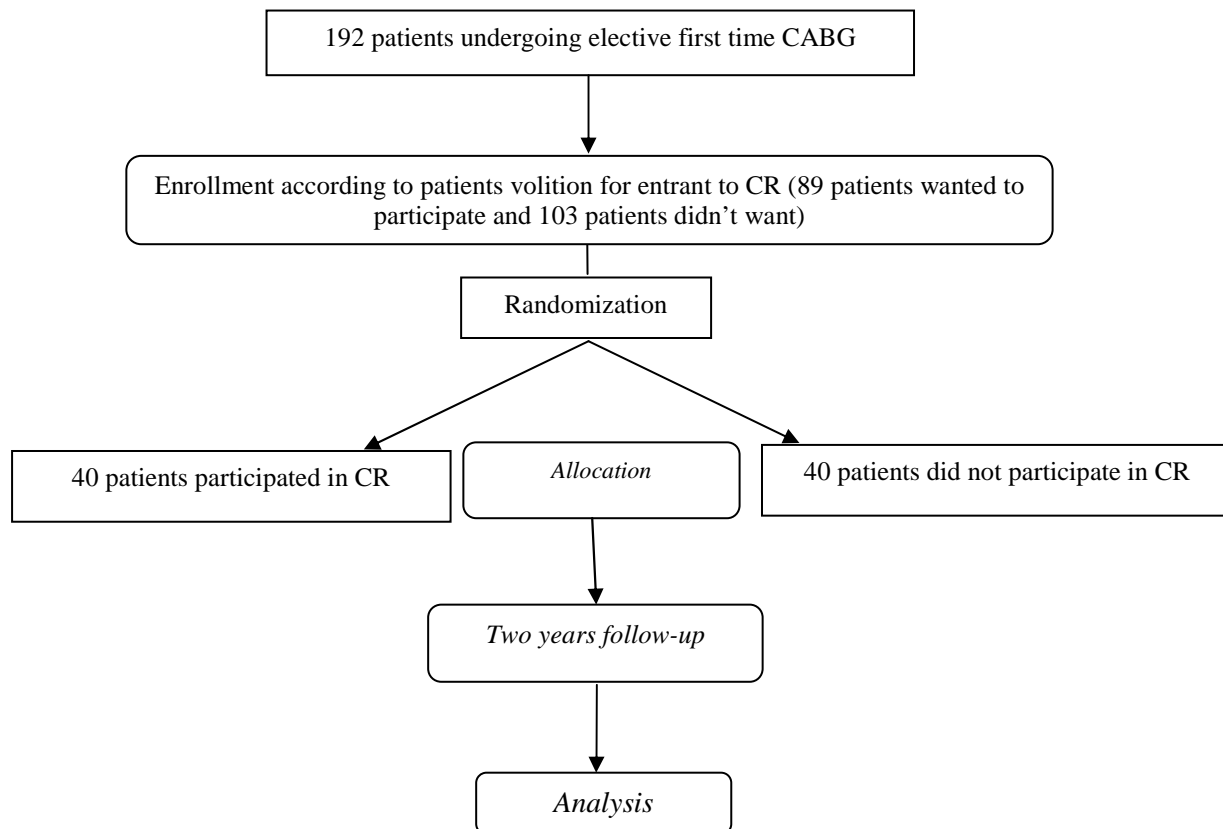 192 patients undergoing elective first time CABG
Enrollment according to patients volition for entrant to CR (89 patients wanted to
participate and 103 patients didn’t want)
Randomization
40 patients participated in CR
Allocation
40 patients did not participate in CR
Two years follow-up
Analysis